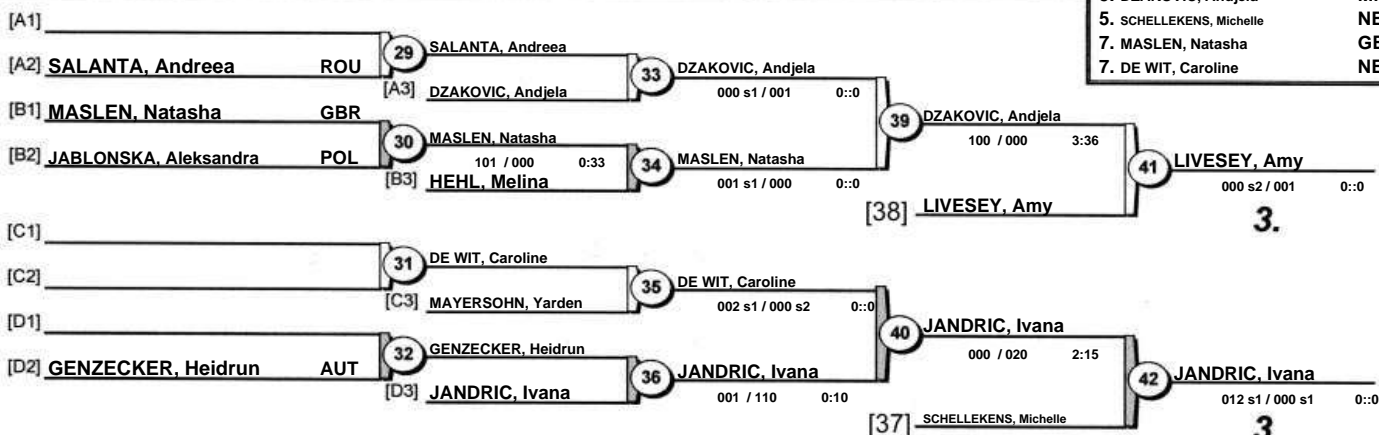 5. SCHELLEKENS, Michelle NE
7. MASLEN, Natasha GE
7. DE WIT, Caroline NE
[A1]
29 SALANTA, Andreea
[A2] SALANTA, Andreea ROU
33 DZAKOVIC, Andjela
[A3] DZAKOVIC, Andjela
000 s1 / 001 0::0
[B1] MASLEN, Natasha GBR
39 DZAKOVIC, Andjela
30 MASLEN, Natasha
100 / 000 3:36
[B2] JABLONSKA, Aleksandra POL
101 / 000 0:33
34 MASLEN, Natasha
41 LIVESEY, Amy
[B3] HEHL, Melina
001 s1 / 000 0::0
000 s2 / 001 0::0
[38] LIVESEY, Amy
3.
[C1]
31 DE WIT, Caroline
[C2]
35 DE WIT, Caroline
[C3] MAYERSOHN, Yarden
002 s1 / 000 s2 0::0
[D1]
40 JANDRIC, Ivana
32 GENZECKER, Heidrun
000 / 020 2:15
[D2] GENZECKER, Heidrun AUT
36 JANDRIC, Ivana
42 JANDRIC, Ivana
[D3] JANDRIC, Ivana
001 / 110 0:10
012 s1 / 000 s1 0::0
[37] SCHELLEKENS, Michelle
3